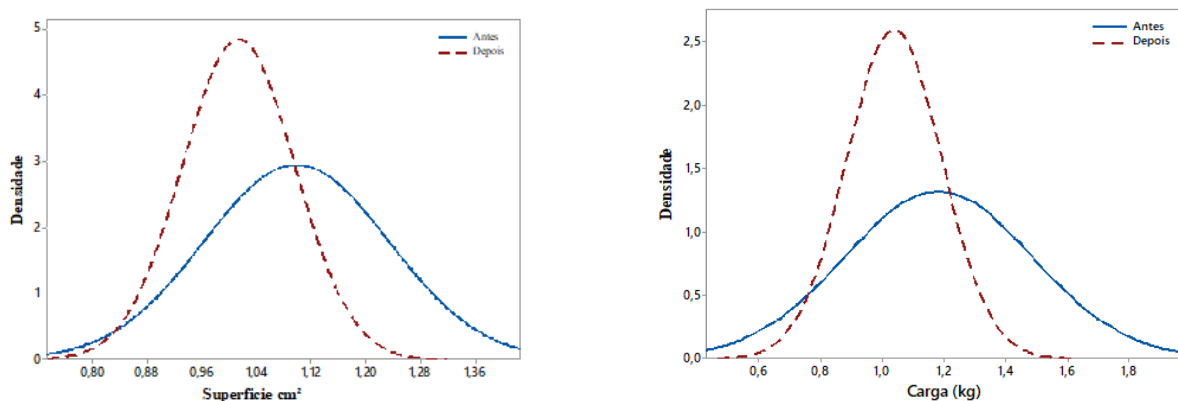 5
4
3
2
1
0
Densidade
Antes
Depois
0,80 0,88 0,96 1,04 1,12 1,20 1,28 1,36
Superfície cm²
2,5
2,0
1,5
1,0
0,5
0,0
Densidade
Antes
Depois
0,6 0,8 1,0 1,2 1,4 1,6 1,8
Carga (kg)